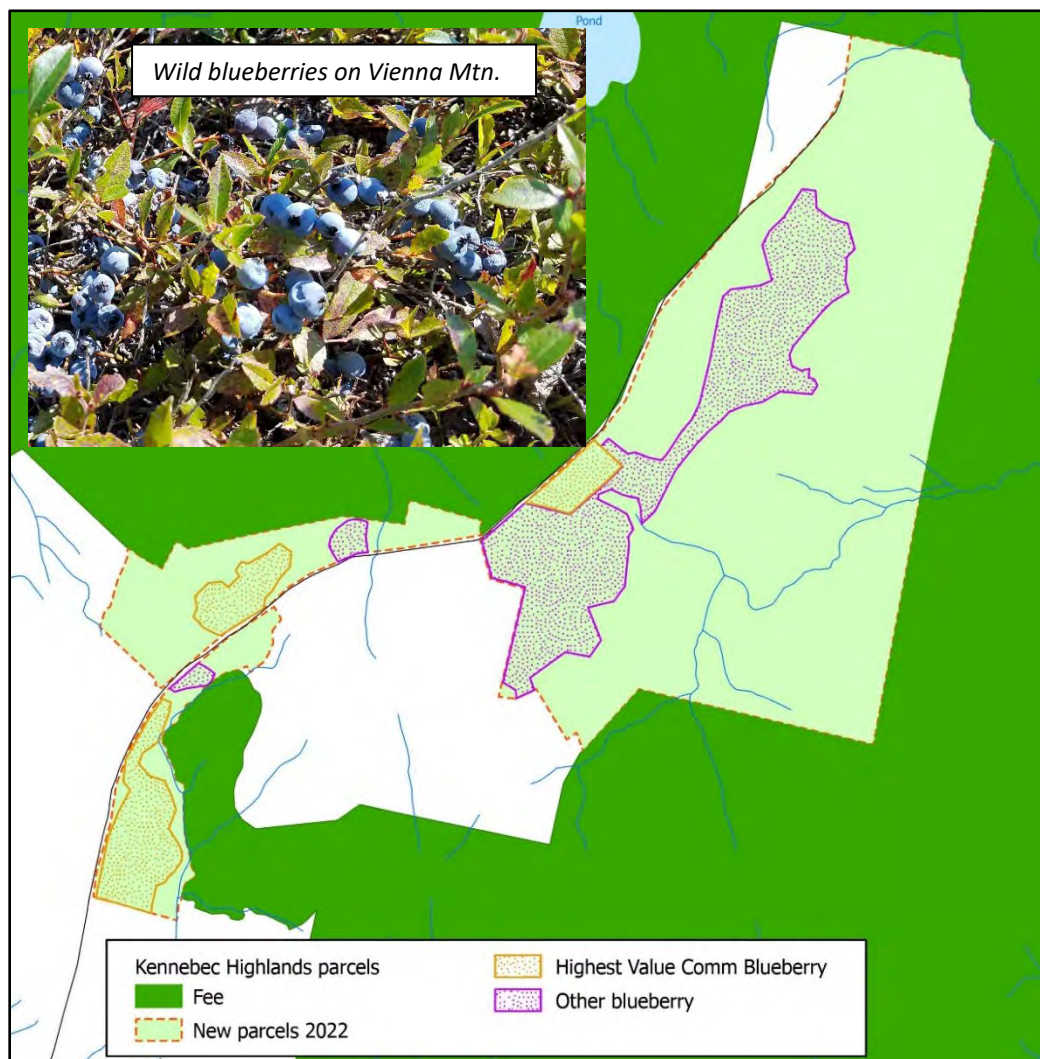 Pond
Wild blueberries on Vienna Mtn.
Kennebec Highlands parcels
Fee
New parcels 2022
Highest Value Comm Blueberry
Other blueberry